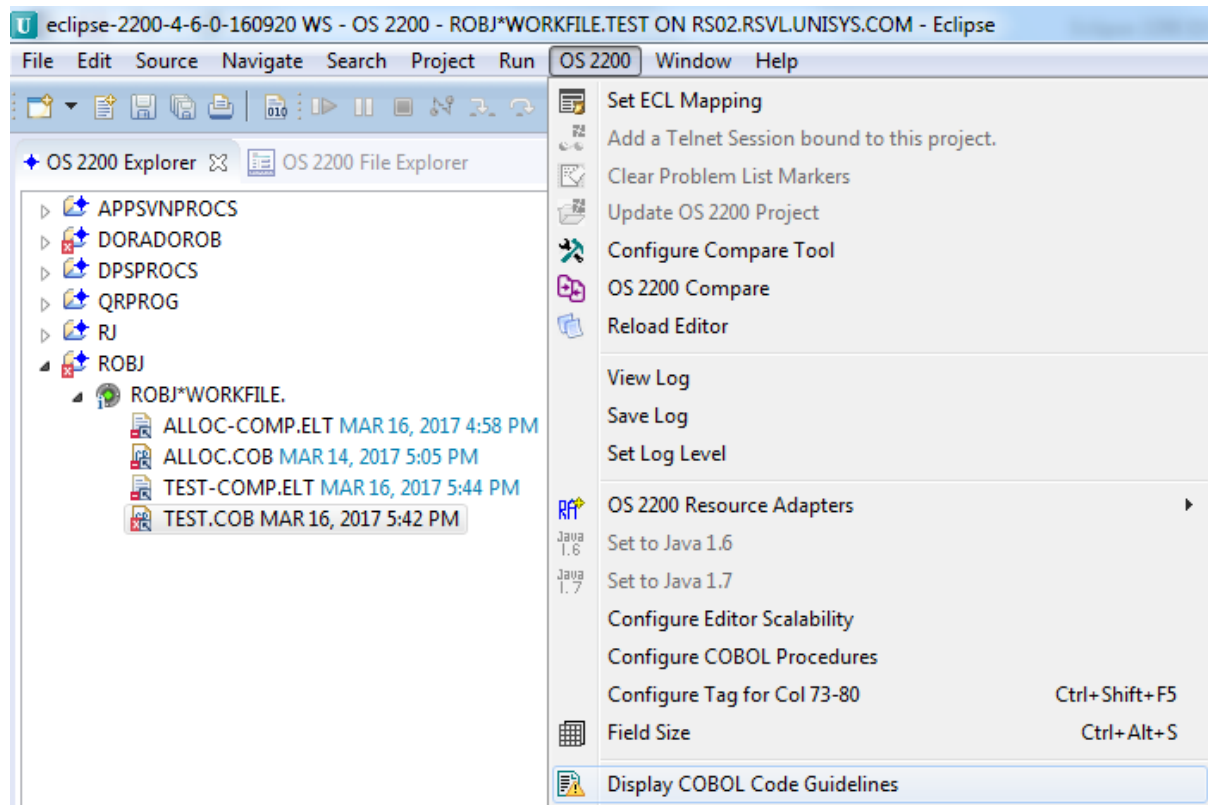 eclipse-2200-4-6-0-160920 WS - OS 2200 - ROBJ*WORKFILE.TEST ON RS02.RSVL.UNISYS.COM - Eclipse
File Edit Source Navigate Search Project Run OS 2200 Window Help
OS 2200 Explorer OS 2200 File Explorer
APPSVNPROCS
DORADOROB
DPSPROCS
QRPROG
RJ
ROBJ
ROBJ*WORKFILE.
ALLOC-COMP.ELT MAR 16, 2017 4:58 PM
ALLOC.COB MAR 14, 2017 5:05 PM
TEST-COMP.ELT MAR 16, 2017 5:44 PM
TEST.COB MAR 16, 2017 5:42 PM
Set ECL Mapping
Add a Telnet Session bound to this project.
Clear Problem List Markers
Update OS 2200 Project
Configure Compare Tool
OS 2200 Compare
Reload Editor
View Log
Save Log
Set Log Level
RA OS 2200 Resource Adapters
Java 1.6 Set to Java 1.6
Java 1.7 Set to Java 1.7
Configure Editor Scalability
Configure COBOL Procedures
Configure Tag for Col 73-80 Ctrl+Shift+F5
Field Size Ctrl+Alt+S
Display COBOL Code Guidelines